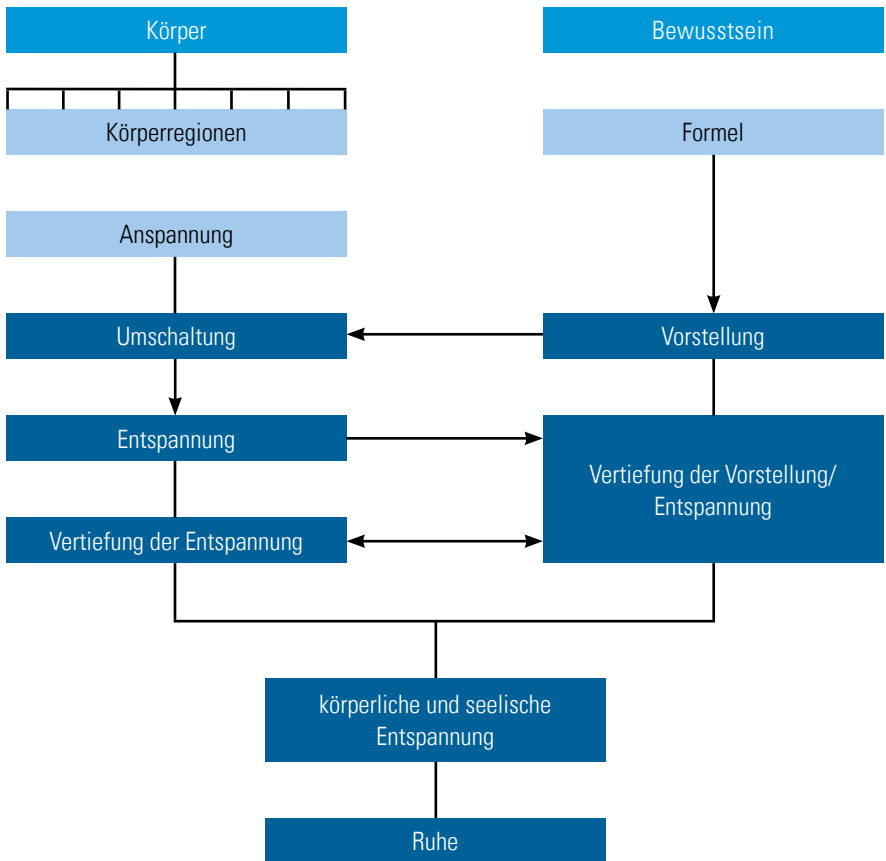 Körper
Bewusstsein
Körperregionen
Formel
Anspannung
Umschaltung
Vorstellung
Entspannung
Vertiefung der Vorstellung/
Entspannung
Vertiefung der Entspannung
körperliche und seelische
Entspannung
Ruhe